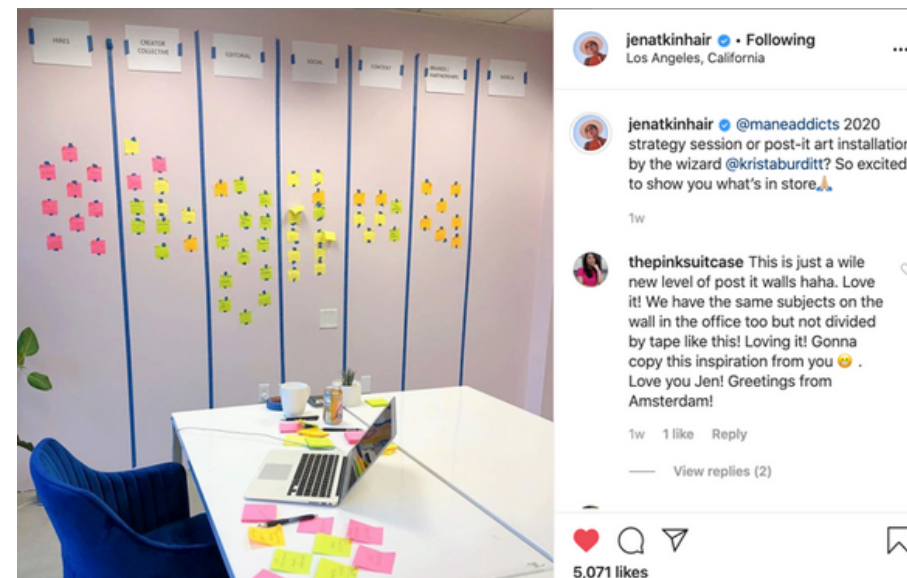 HIRES
CREATOR
COLLECTIVE
EDITORIAL
SOCIAL
CONTENT
BRANDS /
PARTNERSHIPS
MERCH
jenatkinhair • Following
Los Angeles, California
jenatkinhair @maneaddicts 2020
strategy session or post-it art installation
by the wizard @kristaburditt? So excited
to show you what's in store🙏🏼
1w
thepinksuitcase This is just a wile
new level of post it walls haha. Love
it! We have the same subjects on the
wall in the office too but not divided
by tape like this! Loving it! Gonna
copy this inspiration from you 😁 .
Love you Jen! Greetings from
Amsterdam!
1w 1 like Reply
View replies (2)
5,071 likes